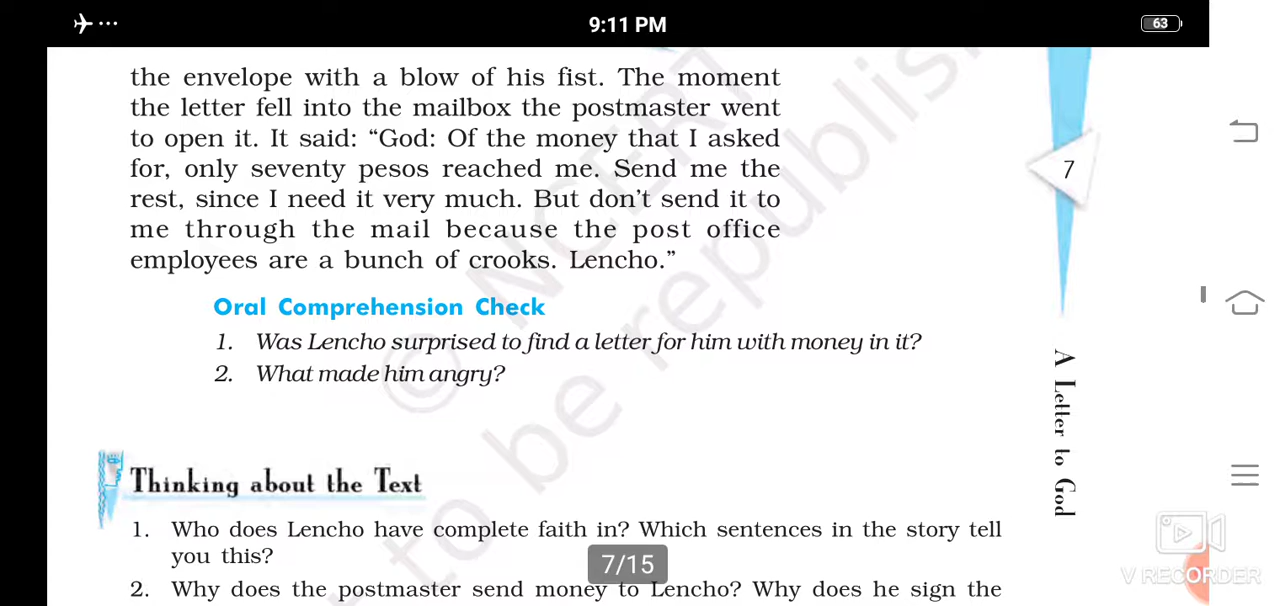 9:11 PM
63
the envelope with a blow of his fist. The moment
the letter fell into the mailbox the postmaster went
to open it. It said: “God: Of the money that I asked
for, only seventy pesos reached me. Send me the
rest, since I need it very much. But don’t send it to
me through the mail because the post office
employees are a bunch of crooks. Lencho.”
Oral Comprehension Check
1. Was Lencho surprised to find a letter for him with money in it?
2. What made him angry?
Thinking about the Text
1. Who does Lencho have complete faith in? Which sentences in the story tell
you this?
2. Why does the postmaster send money to Lencho? Why does he sign the
7
A Letter to God
7/15
© NCERT
to be republish
V RECORDER